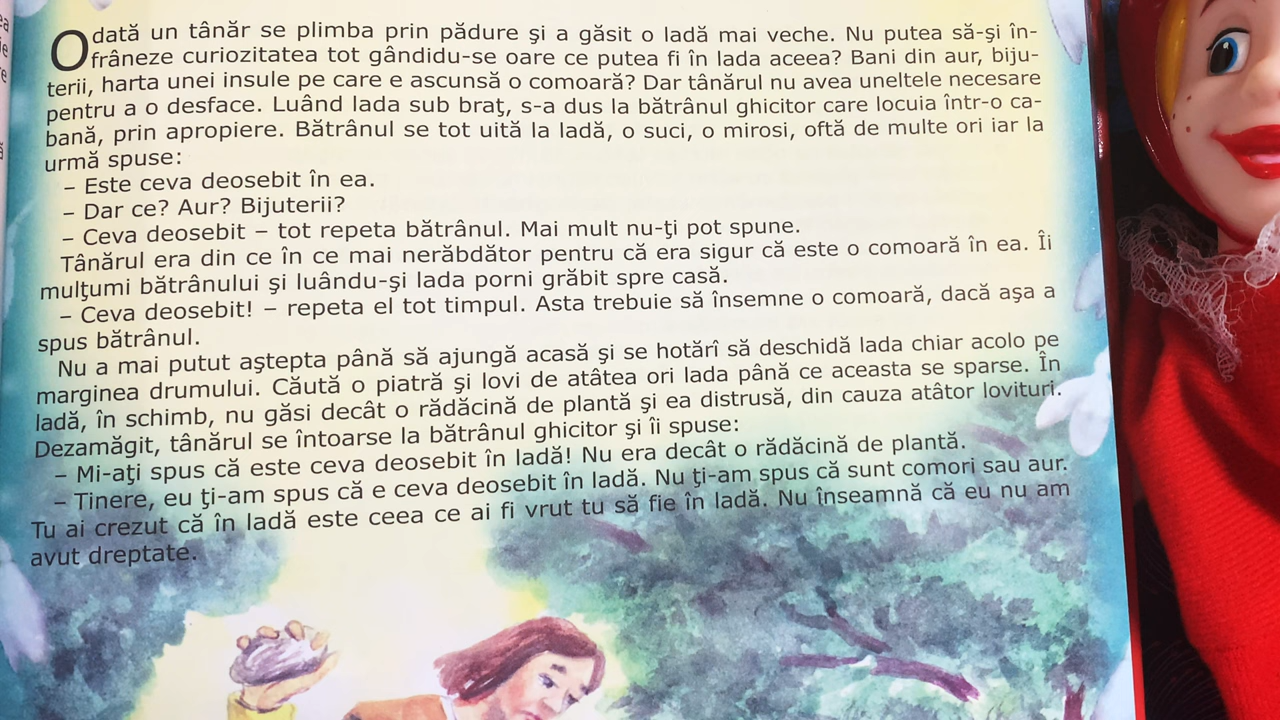 Odată un tânăr se plimba prin pădure şi a găsit o ladă mai veche. Nu putea să-şi în-
frâneze curiozitatea tot gândidu-se oare ce putea fi în lada aceea? Bani din aur, biju-
terii, harta unei insule pe care e ascunsă o comoară? Dar tânărul nu avea uneltele necesare
pentru a o desface. Luând lada sub braţ, s-a dus la bătrânul ghicitor care locuia într-o ca-
bană, prin apropiere. Bătrânul se tot uită la ladă, o suci, o mirosi, oftă de multe ori iar la
urmă spuse:
– Este ceva deosebit în ea.
– Dar ce? Aur? Bijuterii?
– Ceva deosebit – tot repeta bătrânul. Mai mult nu-ţi pot spune.
Tânărul era din ce în ce mai nerăbdător pentru că era sigur că este o comoară în ea. Îi
mulţumi bătrânului şi luându-şi lada porni grăbit spre casă.
– Ceva deosebit! – repeta el tot timpul. Asta trebuie să însemne o comoară, dacă aşa a
spus bătrânul.
Nu a mai putut aştepta până să ajungă acasă şi se hotărî să deschidă lada chiar acolo pe
marginea drumului. Căută o piatră şi lovi de atâtea ori lada până ce aceasta se sparse. În
ladă, în schimb, nu găsi decât o rădăcină de plantă şi ea distrusă, din cauza atâtor lovituri.
Dezamăgit, tânărul se întoarse la bătrânul ghicitor şi îi spuse:
– Mi-aţi spus că este ceva deosebit în ladă! Nu era decât o rădăcină de plantă.
– Tinere, eu ţi-am spus că e ceva deosebit în ladă. Nu ţi-am spus că sunt comori sau aur.
Tu ai crezut că în ladă este ceea ce ai fi vrut tu să fie în ladă. Nu înseamnă că eu nu am
avut dreptate.